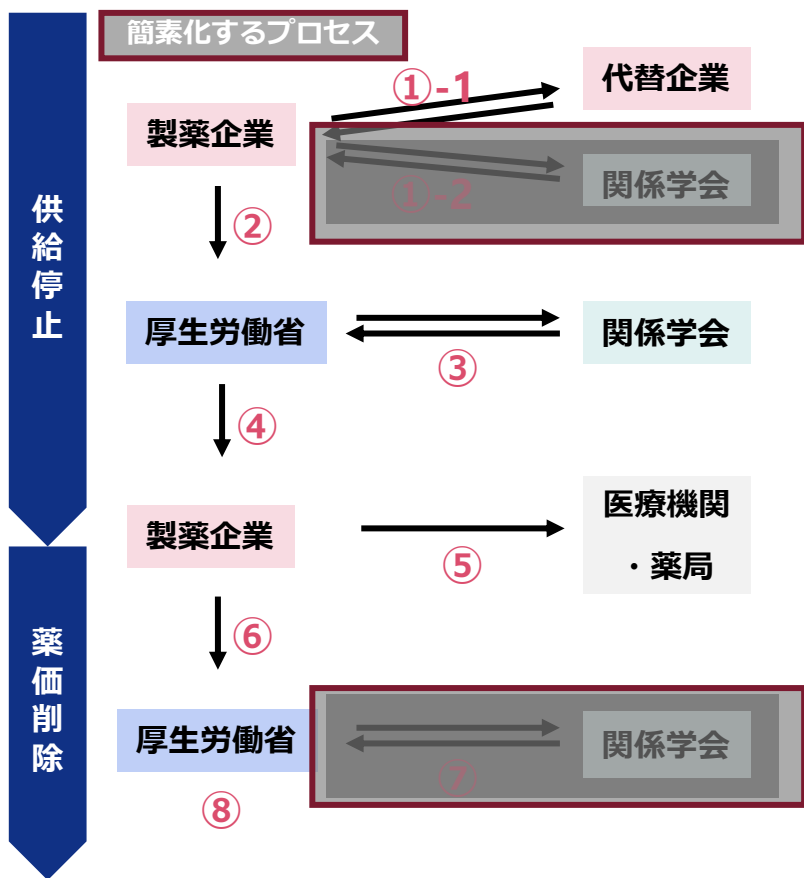 簡素化するプロセス
供給停止
①-1
代替企業
製薬企業
①-2
関係学会
②
厚生労働省
関係学会
③
④
製薬企業
医療機関
・薬局
⑤
薬価削除
⑥
厚生労働省
関係学会
⑦
⑧